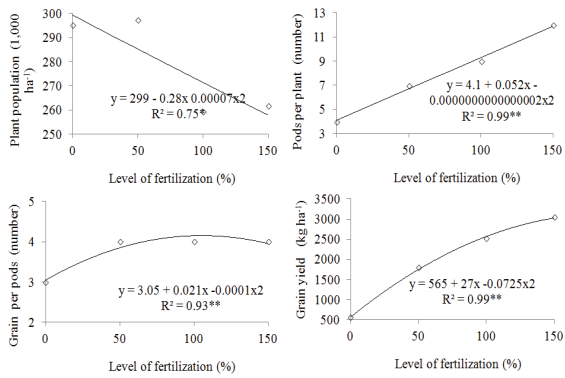 Plant population (1,000 ha⁻¹)
300
290
280
270
260
250
y = 299 - 0.28x 0.00007x2
R² = 0.75*
0
50
100
150
Level of fertilization (%)
Pods per plant (number)
13
11
9
7
5
3
y = 4.1 + 0.052x -
0.0000000000000002x2
R² = 0.99**
0
50
100
150
Level of fertilization (%)
Grain per pods (number)
5
4
3
2
y = 3.05 + 0.021x -0.0001x2
R² = 0.93**
0
50
100
150
Level of fertilization (%)
Grain yield (kg ha⁻¹)
3500
3000
2500
2000
1500
1000
500
y = 565 + 27x -0.0725x2
R² = 0.99**
0
50
100
150
Level of fertilization (%)